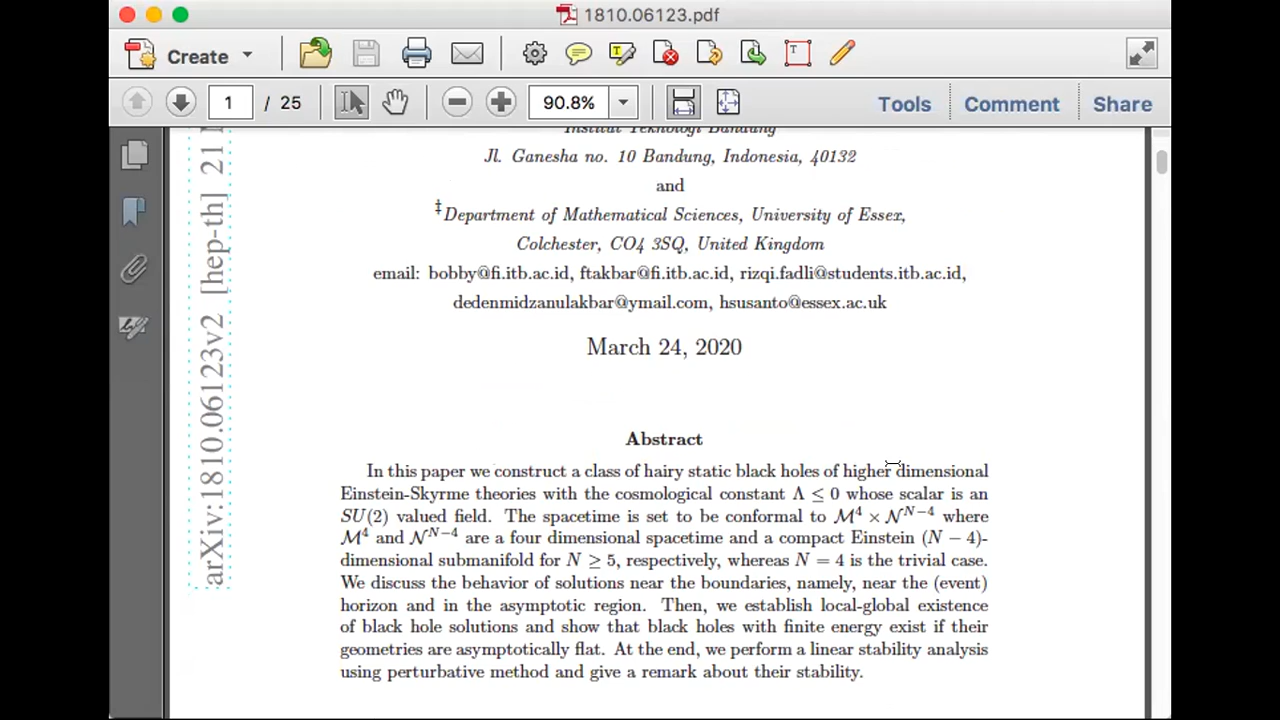 1810.06123.pdf
Create
1 / 25
90.8%
Tools Comment Share
Institut Teknologi Bandung
Jl. Ganesha no. 10 Bandung, Indonesia, 40132
and
‡Department of Mathematical Sciences, University of Essex,
Colchester, CO4 3SQ, United Kingdom
email: bobby@fi.itb.ac.id, ftakbar@fi.itb.ac.id, rizqi.fadli@students.itb.ac.id,
dedenmidzanulakbar@ymail.com, hsusanto@essex.ac.uk
March 24, 2020
Abstract
In this paper we construct a class of hairy static black holes of higher dimensional
Einstein-Skyrme theories with the cosmological constant Λ ≤ 0 whose scalar is an
SU(2) valued field. The spacetime is set to be conformal to ℳ⁴ × 𝒩ᴺ⁻⁴ where
ℳ⁴ and 𝒩ᴺ⁻⁴ are a four dimensional spacetime and a compact Einstein (N − 4)-
dimensional submanifold for N ≥ 5, respectively, whereas N = 4 is the trivial case.
We discuss the behavior of solutions near the boundaries, namely, near the (event)
horizon and in the asymptotic region. Then, we establish local-global existence
of black hole solutions and show that black holes with finite energy exist if their
geometries are asymptotically flat. At the end, we perform a linear stability analysis
using perturbative method and give a remark about their stability.
arXiv:1810.06123v2 [hep-th] 21